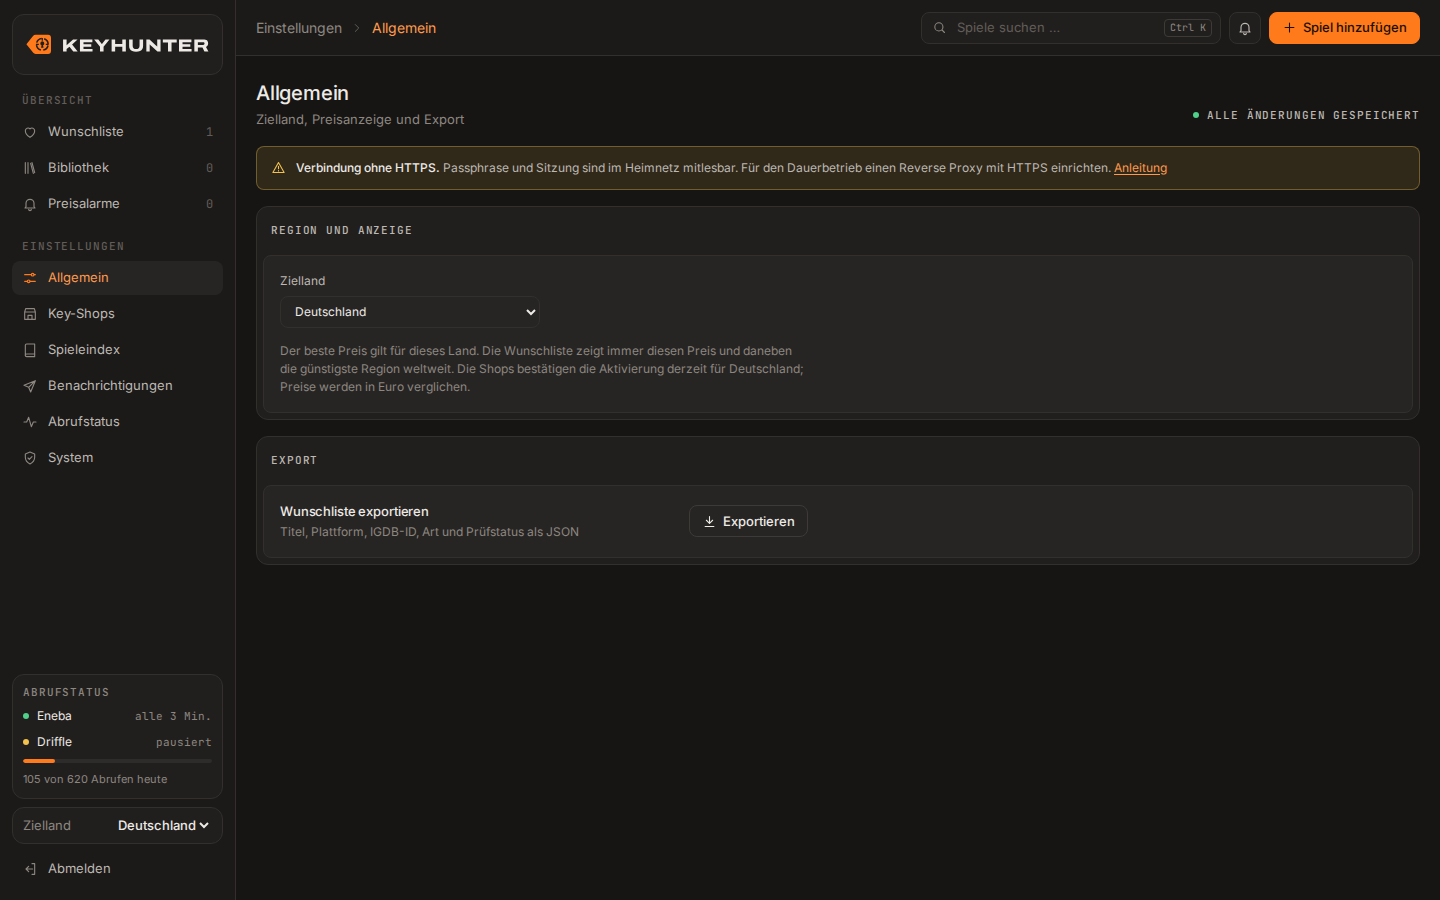 KEYHUNTER
ÜBERSICHT
Wunschliste 1
Bibliothek 0
Preisalarme 0
EINSTELLUNGEN
Allgemein
Key-Shops
Spieleindex
Benachrichtigungen
Abrufstatus
System
ABRUFSTATUS
Eneba alle 3 Min.
Driffle pausiert
105 von 620 Abrufen heute
Zielland Deutschland
Abmelden
Einstellungen Allgemein
Spiele suchen ... Ctrl K
Spiel hinzufügen
Allgemein
Zielland, Preisanzeige und Export
ALLE ÄNDERUNGEN GESPEICHERT
Verbindung ohne HTTPS. Passphrase und Sitzung sind im Heimnetz mitlesbar. Für den Dauerbetrieb einen Reverse Proxy mit HTTPS einrichten. Anleitung
REGION UND ANZEIGE
Zielland
Deutschland
Der beste Preis gilt für dieses Land. Die Wunschliste zeigt immer diesen Preis und daneben
die günstigste Region weltweit. Die Shops bestätigen die Aktivierung derzeit für Deutschland;
Preise werden in Euro verglichen.
EXPORT
Wunschliste exportieren
Titel, Plattform, IGDB-ID, Art und Prüfstatus als JSON
Exportieren